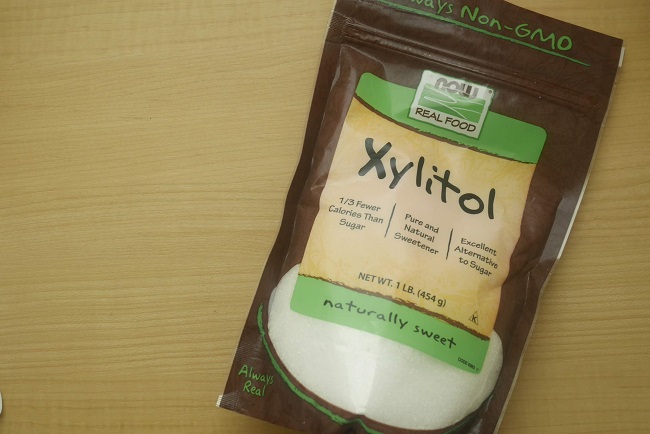 Always Non-GMO
NOW
REAL FOOD
Xylitol
1/3 Fewer
Calories Than
Sugar
Pure and
Natural
Sweetener
Excellent
Alternative
to Sugar
NET WT. 1 LB. (454 g)
K
naturally sweet
Always
Real